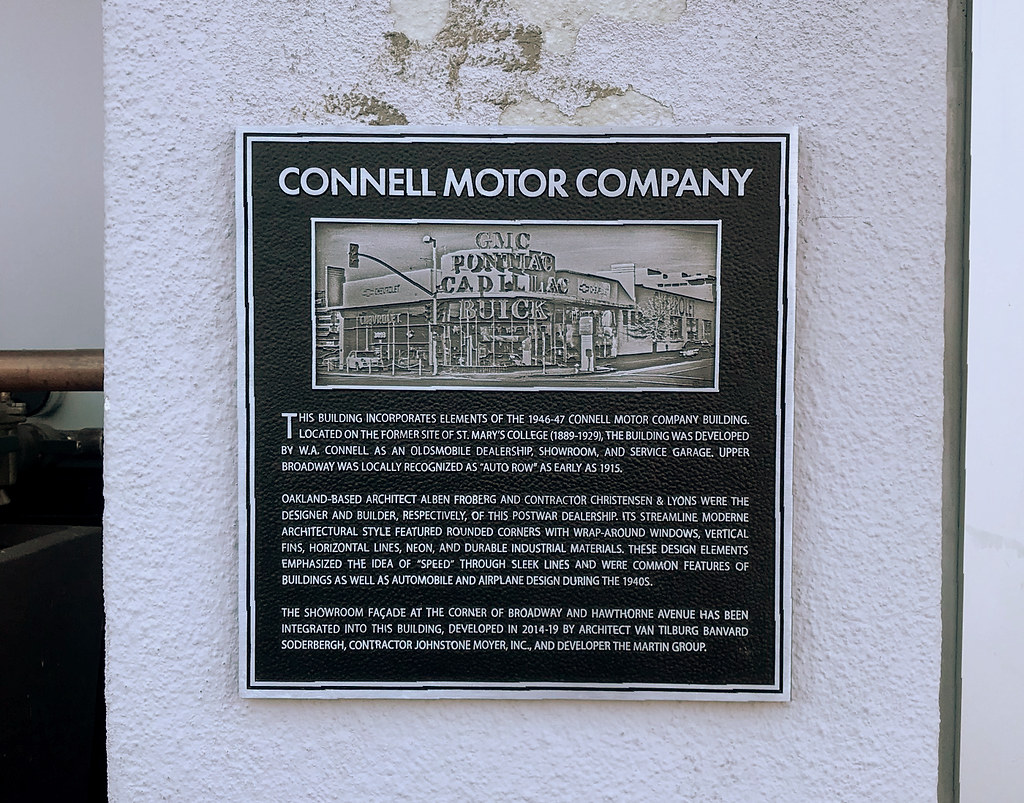 CONNELL MOTOR COMPANY
GMC
PONTIAC
CADILLAC
BUICK
CHEVROLET
THIS BUILDING INCORPORATES ELEMENTS OF THE 1946-47 CONNELL MOTOR COMPANY BUILDING.
LOCATED ON THE FORMER SITE OF ST. MARY'S COLLEGE (1889-1929), THE BUILDING WAS DEVELOPED
BY W.A. CONNELL AS AN OLDSMOBILE DEALERSHIP, SHOWROOM, AND SERVICE GARAGE. UPPER
BROADWAY WAS LOCALLY RECOGNIZED AS "AUTO ROW" AS EARLY AS 1915.
OAKLAND-BASED ARCHITECT ALBEN FROBERG AND CONTRACTOR CHRISTENSEN & LYONS WERE THE
DESIGNER AND BUILDER, RESPECTIVELY, OF THIS POSTWAR DEALERSHIP. ITS STREAMLINE MODERNE
ARCHITECTURAL STYLE FEATURED ROUNDED CORNERS WITH WRAP-AROUND WINDOWS, VERTICAL
FINS, HORIZONTAL LINES, NEON, AND DURABLE INDUSTRIAL MATERIALS. THESE DESIGN ELEMENTS
EMPHASIZED THE IDEA OF "SPEED" THROUGH SLEEK LINES AND WERE COMMON FEATURES OF
BUILDINGS AS WELL AS AUTOMOBILE AND AIRPLANE DESIGN DURING THE 1940S.
THE SHOWROOM FAÇADE AT THE CORNER OF BROADWAY AND HAWTHORNE AVENUE HAS BEEN
INTEGRATED INTO THIS BUILDING, DEVELOPED IN 2014-19 BY ARCHITECT VAN TILBURG BANVARD
SODERBERGH, CONTRACTOR JOHNSTONE MOYER, INC., AND DEVELOPER THE MARTIN GROUP.